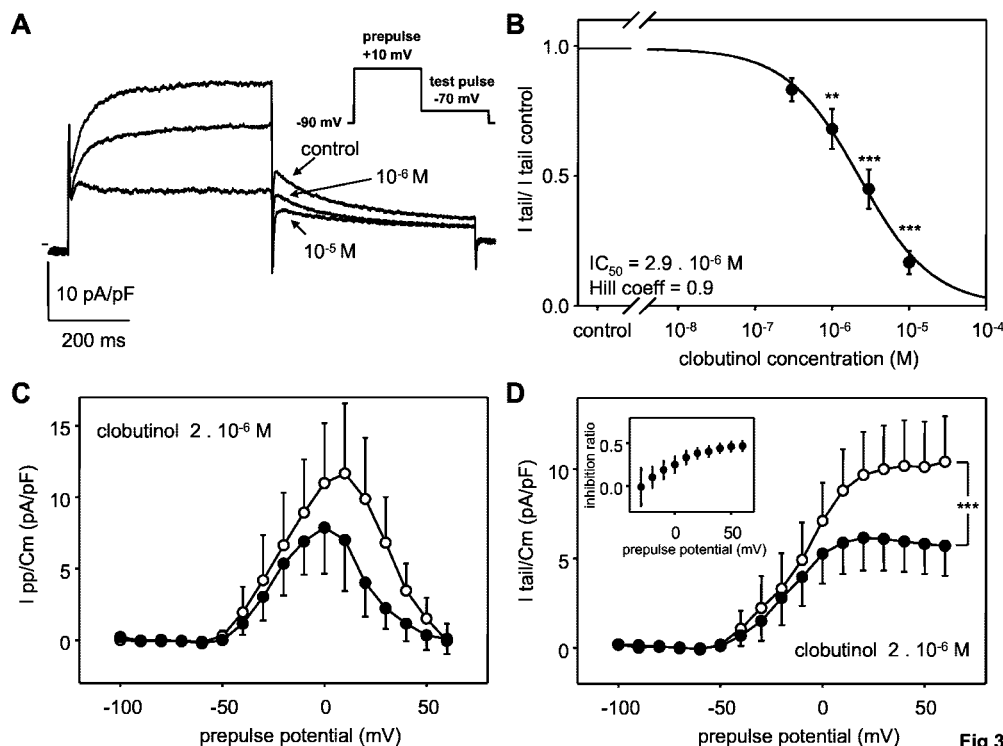 A
prepulse
+10 mV
test pulse
-70 mV
-90 mV
control
10-6 M
10-5 M
10 pA/pF
200 ms
B
I tail/ I tail control
1.0
0.5
0.0
**
***
***
IC50 = 2.9 . 10-6 M
Hill coeff = 0.9
control
10-8
10-7
10-6
10-5
10-4
clobutinol concentration (M)
C
clobutinol 2 . 10-6 M
I pp/Cm (pA/pF)
15
10
5
0
-100
-50
0
50
prepulse potential (mV)
D
I tail/Cm (pA/pF)
10
5
0
inhibition ratio
0.5
0.0
0
50
prepulse potential (mV)
***
clobutinol 2 . 10-6 M
-100
-50
0
50
prepulse potential (mV)
Fig 3